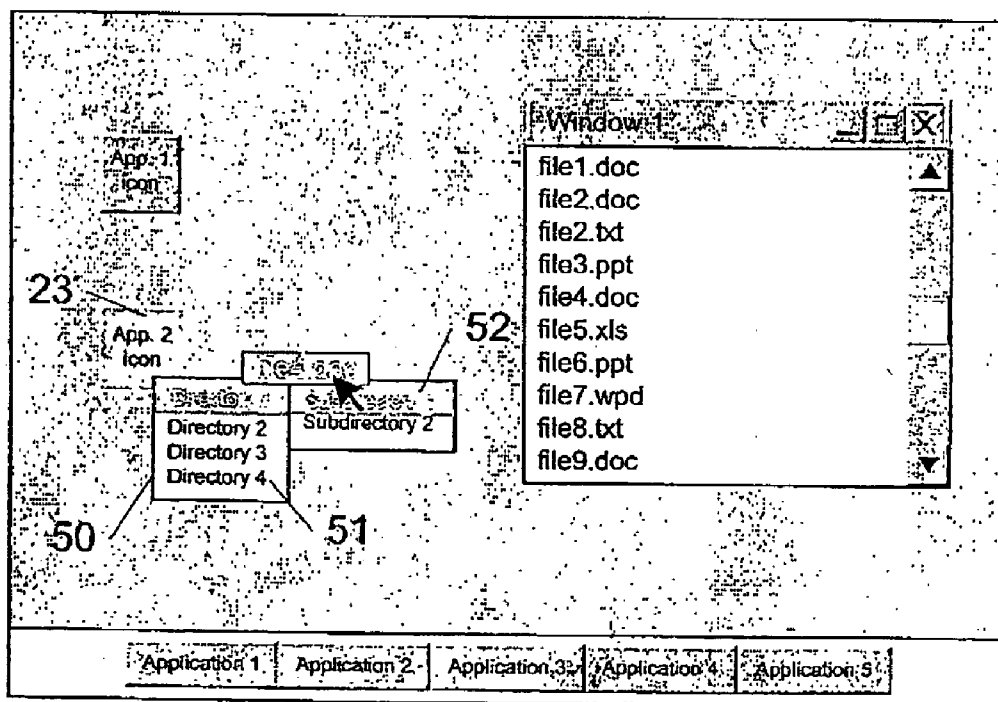 Window 1
App. 1
icon
file1.doc
file2.doc
file2.txt
file3.ppt
file4.doc
file5.xls
file6.ppt
file7.wpd
file8.txt
file9.doc
23
App. 2
icon
52
Subdirectory 2
Directory 2
Directory 3
Directory 4
50
51
Application 1
Application 2
Application 3
Application 4
Application 5